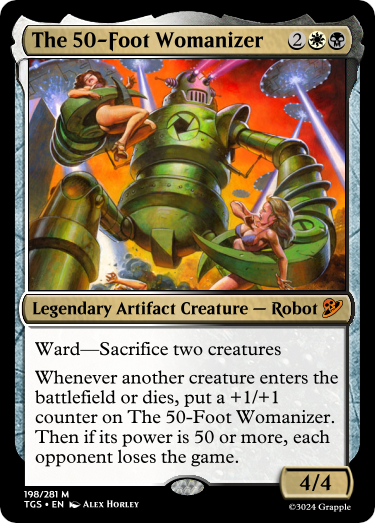 The 50-Foot Womanizer 2
Legendary Artifact Creature — Robot
Ward—Sacrifice two creatures
Whenever another creature enters the
battlefield or dies, put a +1/+1
counter on The 50-Foot Womanizer.
Then if its power is 50 or more, each
opponent loses the game.
4/4
198/281 M
TGS • EN Alex Horley
©3024 Grapple